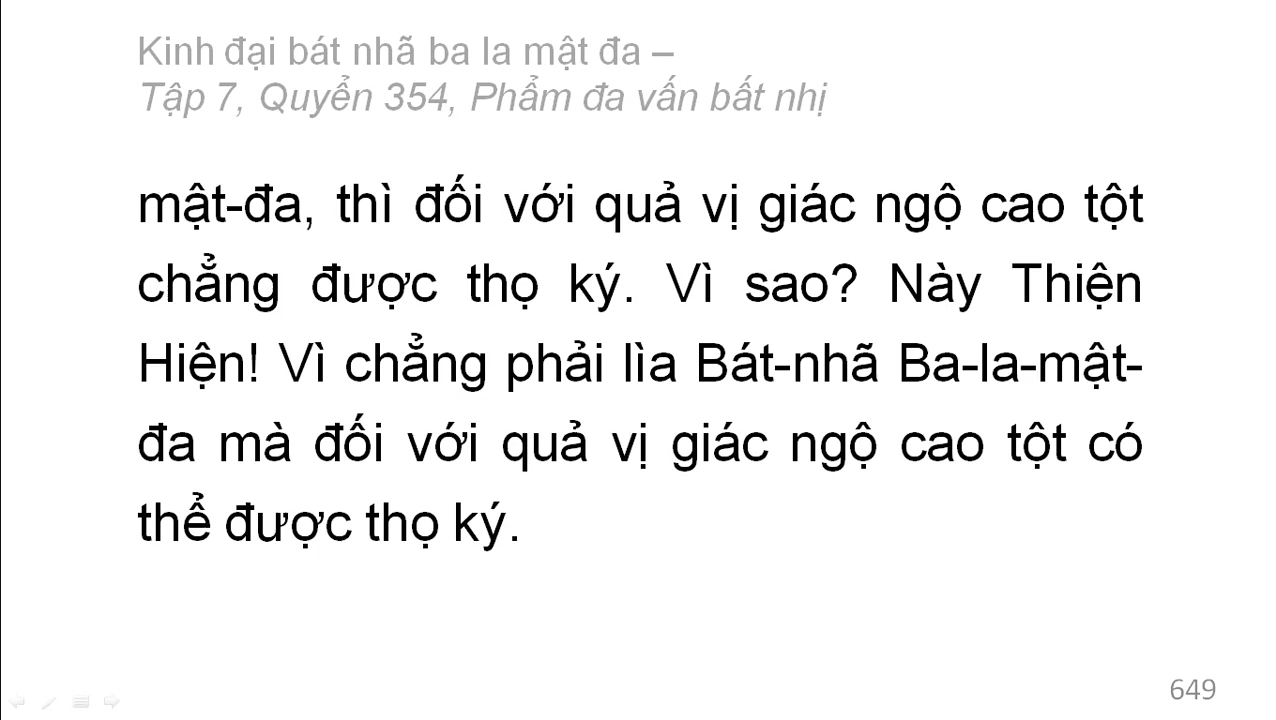 Kinh đại bát nhã ba la mật đa –
Tập 7, Quyển 354, Phẩm đa vấn bất nhị
mật-đa, thì đối với quả vị giác ngộ cao tột
chẳng được thọ ký. Vì sao? Này Thiện
Hiện! Vì chẳng phải lìa Bát-nhã Ba-la-mật-
đa mà đối với quả vị giác ngộ cao tột có
thể được thọ ký.
649